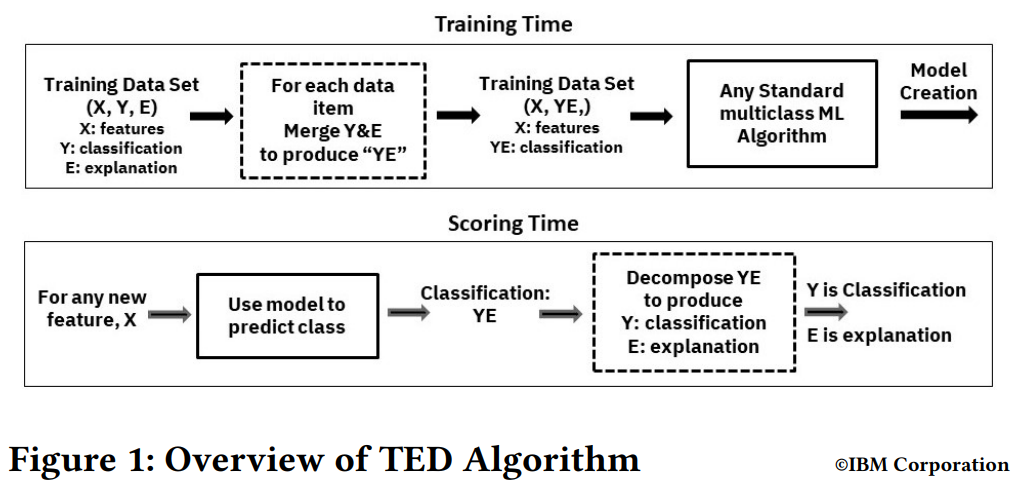 Training Time
Training Data Set
(X, Y, E)
X: features
Y: classification
E: explanation
For each data
item
Merge Y&E
to produce “YE”
Training Data Set
(X, YE,)
X: features
YE: classification
Any Standard
multiclass ML
Algorithm
Model
Creation
Scoring Time
For any new
feature, X
Use model to
predict class
Classification:
YE
Decompose YE
to produce
Y: classification
E: explanation
Y is Classification
E is explanation
Figure 1: Overview of TED Algorithm
©IBM Corporation